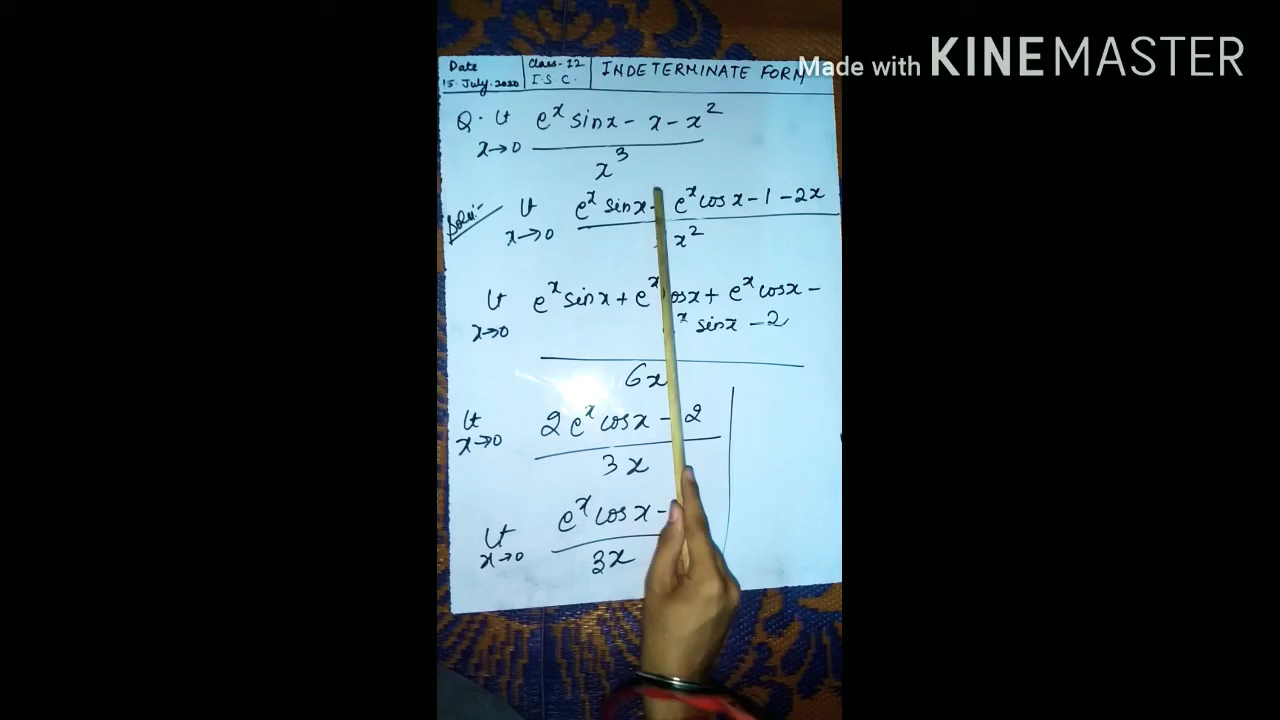 Made with KINEMASTER
Date
15. July. 2020
Class-12
I. S. C.
INDETERMINATE FORM
Q. Lt e^x sinx - x - x^2
x→0
x^3
Soln:- Lt e^x sinx e^x cosx - 1 - 2x
x→0
x^2
Lt e^x sinx + e^x cosx + e^x cosx -
x→0 ^x sinx - 2
6x
Lt 2e^x cosx - 2
x→0
3x
Lt e^x cosx -
x→0
3x